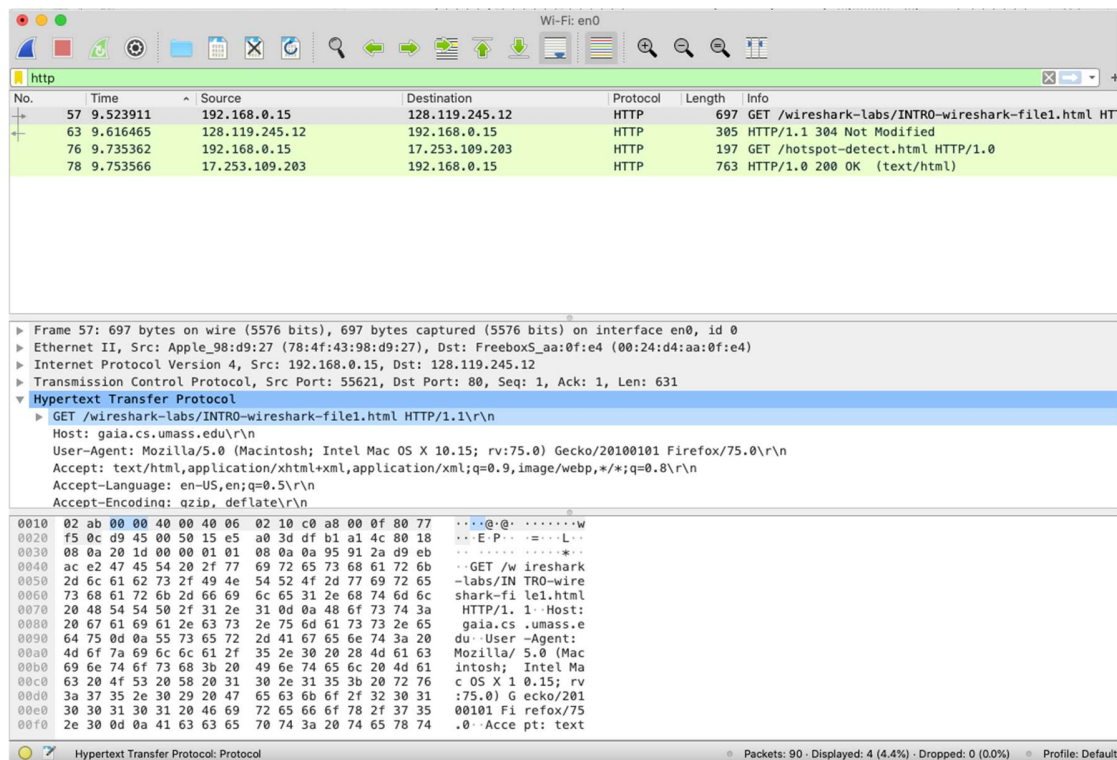 Wi-Fi: en0
http
No. Time Source Destination Protocol Length Info
57 9.523911 192.168.0.15 128.119.245.12 HTTP 697 GET /wireshark-labs/INTRO-wireshark-file1.html HT
63 9.616465 128.119.245.12 192.168.0.15 HTTP 305 HTTP/1.1 304 Not Modified
76 9.735362 192.168.0.15 17.253.109.203 HTTP 197 GET /hotspot-detect.html HTTP/1.0
78 9.753566 17.253.109.203 192.168.0.15 HTTP 763 HTTP/1.0 200 OK (text/html)
Frame 57: 697 bytes on wire (5576 bits), 697 bytes captured (5576 bits) on interface en0, id 0
Ethernet II, Src: Apple_98:d9:27 (78:4f:43:98:d9:27), Dst: FreeboxS_aa:0f:e4 (00:24:d4:aa:0f:e4)
Internet Protocol Version 4, Src: 192.168.0.15, Dst: 128.119.245.12
Transmission Control Protocol, Src Port: 55621, Dst Port: 80, Seq: 1, Ack: 1, Len: 631
Hypertext Transfer Protocol
GET /wireshark-labs/INTRO-wireshark-file1.html HTTP/1.1\r\n
Host: gaia.cs.umass.edu\r\n
User-Agent: Mozilla/5.0 (Macintosh; Intel Mac OS X 10.15; rv:75.0) Gecko/20100101 Firefox/75.0\r\n
Accept: text/html,application/xhtml+xml,application/xml;q=0.9,image/webp,*/*;q=0.8\r\n
Accept-Language: en-US,en;q=0.5\r\n
Accept-Encoding: gzip, deflate\r\n
0010 02 ab 00 00 40 00 40 06 02 10 c0 a8 00 0f 80 77 ····@·@· ·······w
0020 f5 0c d9 45 00 50 15 e5 a0 3d df b1 a1 4c 80 18 ···E·P·· ·=···L··
0030 08 0a 20 1d 00 00 01 01 08 0a 0a 95 91 2a d9 eb ·· ····· ·····*··
0040 ac e2 47 45 54 20 2f 77 69 72 65 73 68 61 72 6b ··GET /w ireshark
0050 2d 6c 61 62 73 2f 49 4e 54 52 4f 2d 77 69 72 65 -labs/IN TRO-wire
0060 73 68 61 72 6b 2d 66 69 6c 65 31 2e 68 74 6d 6c shark-fi le1.html
0070 20 48 54 54 50 2f 31 2e 31 0d 0a 48 6f 73 74 3a HTTP/1. 1··Host:
0080 20 67 61 69 61 2e 63 73 2e 75 6d 61 73 73 2e 65 gaia.cs .umass.e
0090 64 75 0d 0a 55 73 65 72 2d 41 67 65 6e 74 3a 20 du··User -Agent:
00a0 4d 6f 7a 69 6c 6c 61 2f 35 2e 30 20 28 4d 61 63 Mozilla/ 5.0 (Mac
00b0 69 6e 74 6f 73 68 3b 20 49 6e 74 65 6c 20 4d 61 intosh; Intel Ma
00c0 63 20 4f 53 20 58 20 31 30 2e 31 35 3b 20 72 76 c OS X 1 0.15; rv
00d0 3a 37 35 2e 30 29 20 47 65 63 6b 6f 2f 32 30 31 :75.0) G ecko/201
00e0 30 30 31 30 31 20 46 69 72 65 66 6f 78 2f 37 35 00101 Fi refox/75
00f0 2e 30 0d 0a 41 63 63 65 70 74 3a 20 74 65 78 74 .0··Acce pt: text
Hypertext Transfer Protocol: Protocol Packets: 90 · Displayed: 4 (4.4%) · Dropped: 0 (0.0%) Profile: Default